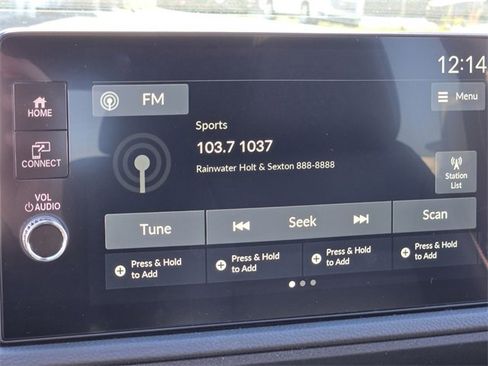 12:14
HOME
FM
Menu
Sports
103.7 1037
Rainwater Holt & Sexton 888-8888
CONNECT
Station
List
VOL
AUDIO
Tune
Seek
Scan
Press & Hold
to Add
Press & Hold
to Add
Press & Hold
to Add
Press & Hold
to Add